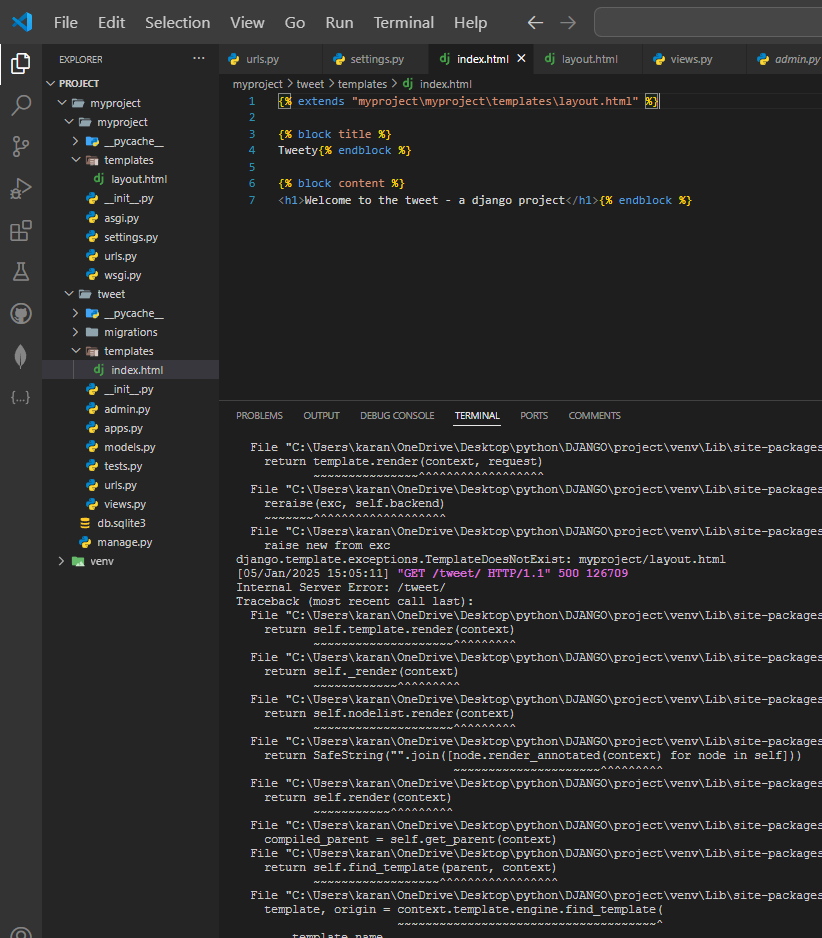 File Edit Selection View Go Run Terminal Help
EXPLORER
urls.py
settings.py
index.html
layout.html
views.py
admin.py
PROJECT
myproject
myproject
__pycache__
templates
layout.html
__init__.py
asgi.py
settings.py
urls.py
wsgi.py
tweet
__pycache__
migrations
templates
index.html
__init__.py
admin.py
apps.py
models.py
tests.py
urls.py
views.py
db.sqlite3
manage.py
venv
myproject > tweet > templates > dj index.html
1 {% extends "myproject\myproject\templates\layout.html" %}
2
3 {% block title %}
4 Tweety{% endblock %}
5
6 {% block content %}
7 <h1>Welcome to the tweet - a django project</h1>{% endblock %}
PROBLEMS OUTPUT DEBUG CONSOLE TERMINAL PORTS COMMENTS
File "C:\Users\karan\OneDrive\Desktop\python\DJANGO\project\venv\Lib\site-packages
return template.render(context, request)
~~~~~~~~~~~~~~~^^^^^^^^^^^^^^^^^^
File "C:\Users\karan\OneDrive\Desktop\python\DJANGO\project\venv\Lib\site-packages
reraise(exc, self.backend)
~~~~~~~^^^^^^^^^^^^^^^^^^^
File "C:\Users\karan\OneDrive\Desktop\python\DJANGO\project\venv\Lib\site-packages
raise new from exc
django.template.exceptions.TemplateDoesNotExist: myproject/layout.html
[05/Jan/2025 15:05:11] "GET /tweet/ HTTP/1.1" 500 126709
Internal Server Error: /tweet/
Traceback (most recent call last):
File "C:\Users\karan\OneDrive\Desktop\python\DJANGO\project\venv\Lib\site-packages
return self.template.render(context)
~~~~~~~~~~~~~~~~~~~~^^^^^^^^^
File "C:\Users\karan\OneDrive\Desktop\python\DJANGO\project\venv\Lib\site-packages
return self._render(context)
~~~~~~~~~~~~^^^^^^^^^
File "C:\Users\karan\OneDrive\Desktop\python\DJANGO\project\venv\Lib\site-packages
return self.nodelist.render(context)
~~~~~~~~~~~~~~~~~~~~^^^^^^^^^
File "C:\Users\karan\OneDrive\Desktop\python\DJANGO\project\venv\Lib\site-packages
return SafeString("".join([node.render_annotated(context) for node in self]))
~~~~~~~~~~~~~~~~~~~~~^^^^^^^^^
File "C:\Users\karan\OneDrive\Desktop\python\DJANGO\project\venv\Lib\site-packages
return self.render(context)
~~~~~~~~~~~^^^^^^^^^
File "C:\Users\karan\OneDrive\Desktop\python\DJANGO\project\venv\Lib\site-packages
compiled_parent = self.get_parent(context)
File "C:\Users\karan\OneDrive\Desktop\python\DJANGO\project\venv\Lib\site-packages
return self.find_template(parent, context)
~~~~~~~~~~~~~~~~~~^^^^^^^^^^^^^^^^^
File "C:\Users\karan\OneDrive\Desktop\python\DJANGO\project\venv\Lib\site-packages
template, origin = context.template.engine.find_template(
~~~~~~~~~~~~~~~~~~~~~~~~~~~~~~~~~~~~~^
template_name